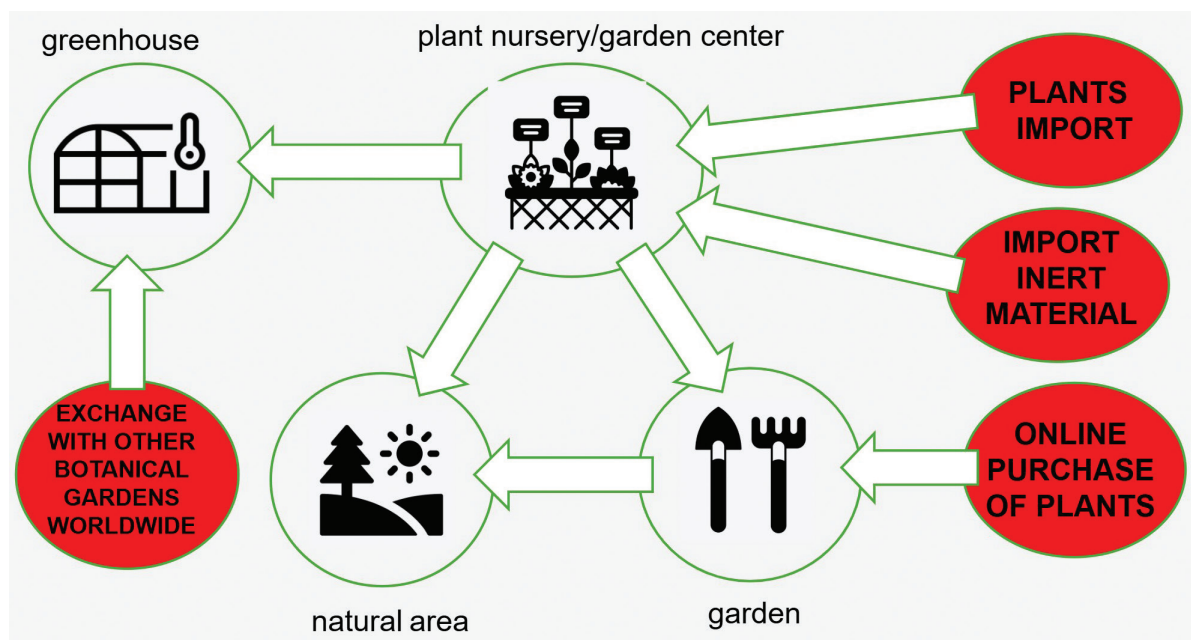 greenhouse
plant nursery/garden center
PLANTS
IMPORT
IMPORT
INERT
MATERIAL
EXCHANGE
WITH OTHER
BOTANICAL
GARDENS
WORLDWIDE
ONLINE
PURCHASE
OF PLANTS
natural area
garden